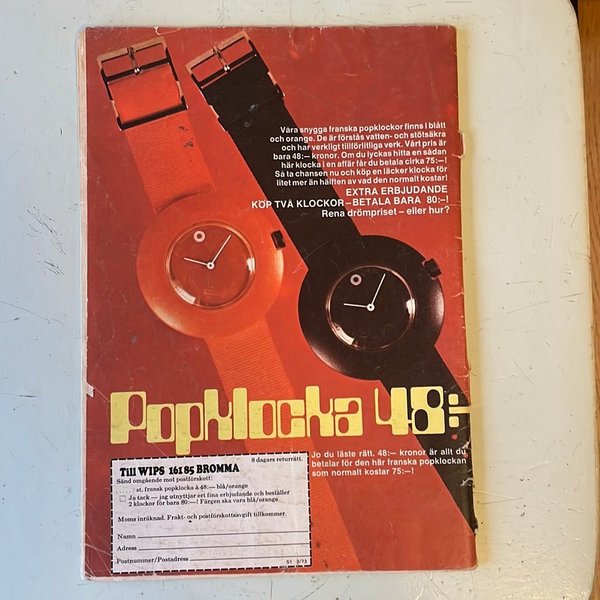 Våra snygga franska popklockor finns i blått
och orange. De är förstås vatten- och stötsäkra
och har verkligt tillförlitliga verk. Vårt pris är
bara 48:– kronor. Om du lyckas hitta en sådan
här klocka i en affär får du betala cirka 75:–!
Så ta chansen nu och köp en läcker klocka för
litet mer än hälften av vad den normalt kostar!
EXTRA ERBJUDANDE
KÖP TVÅ KLOCKOR – BETALA BARA 80:–!
Rena drömpriset – eller hur?
Popklocka 48:–
Jo du läste rätt. 48:– kronor är allt du
betalar för den här franska popklockan
som normalt kostar 75:–!
8 dagars returrätt.
Till WIPS 161 85 BROMMA
Sänd omgående mot postförskott:
..... st. fransk popklocka à 48:— blå/orange
Ja tack — jag utnyttjar ert fina erbjudande och beställer
2 klockor för bara 80:—! Färgen ska vara blå/orange.
Moms inräknad. Frakt- och postförskottsavgift tillkommer.
Namn
Adress
Postnummer/Postadress
S1 3/73